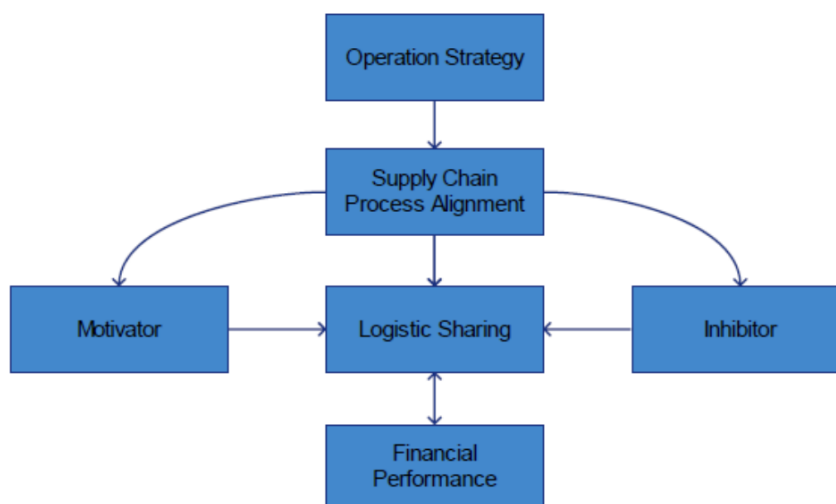 Operation Strategy
Supply Chain
Process Alignment
Motivator
Logistic Sharing
Inhibitor
Financial
Performance